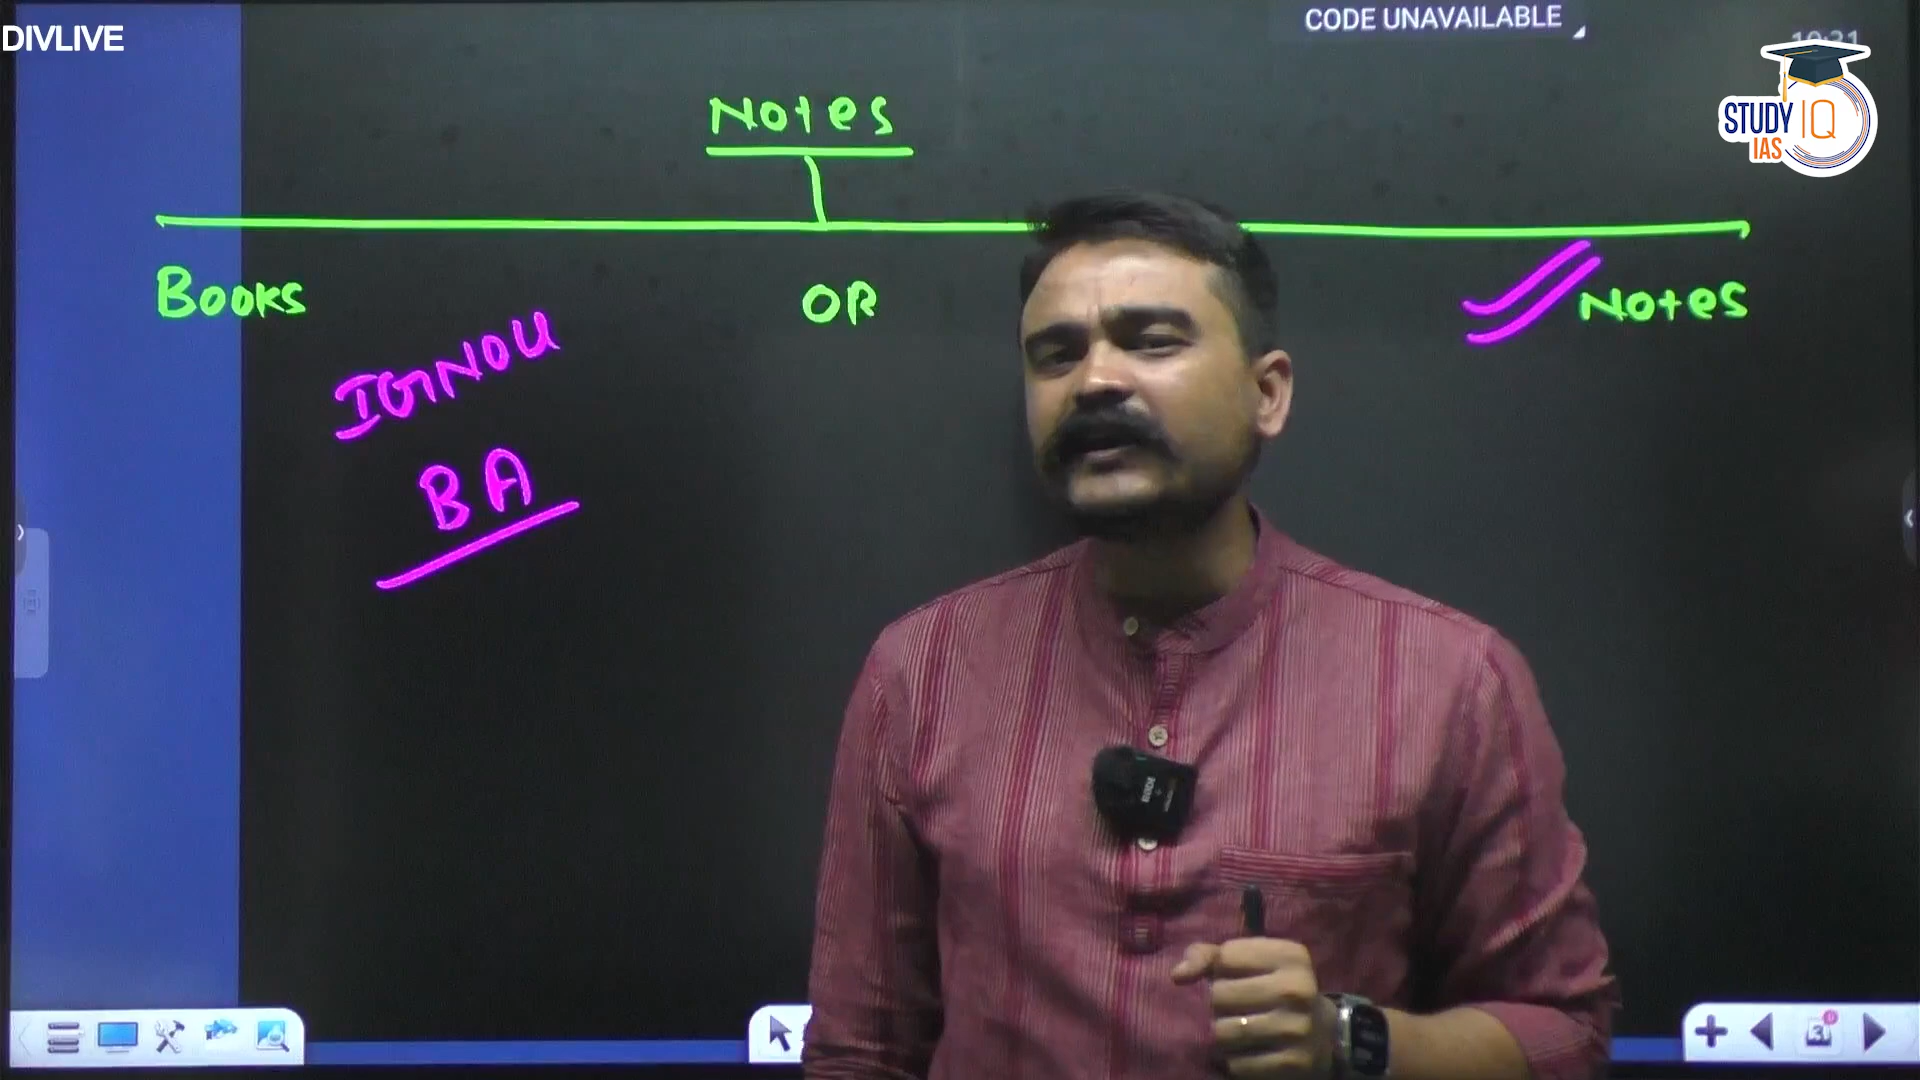 DIVLIVE
CODE UNAVAILABLE
STUDY IQ
IAS
Notes
Books
OR
Notes
IGNOU
BA